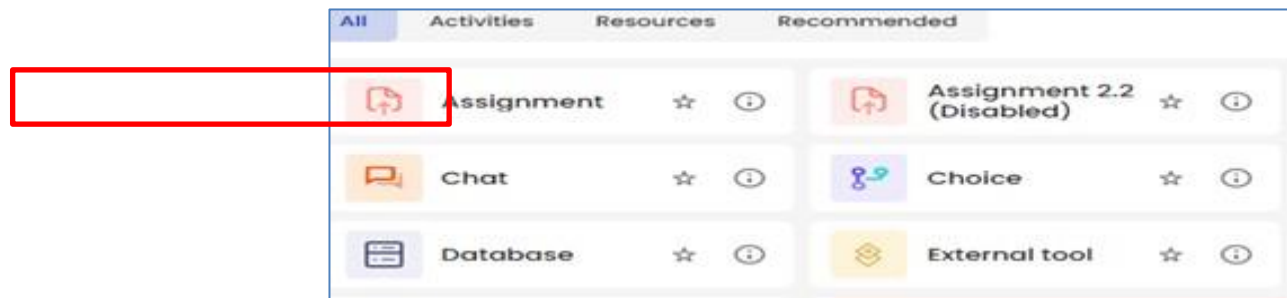 All Activities Resources Recommended
Assignment Assignment 2.2
(Disabled)
Chat Choice
Database External tool